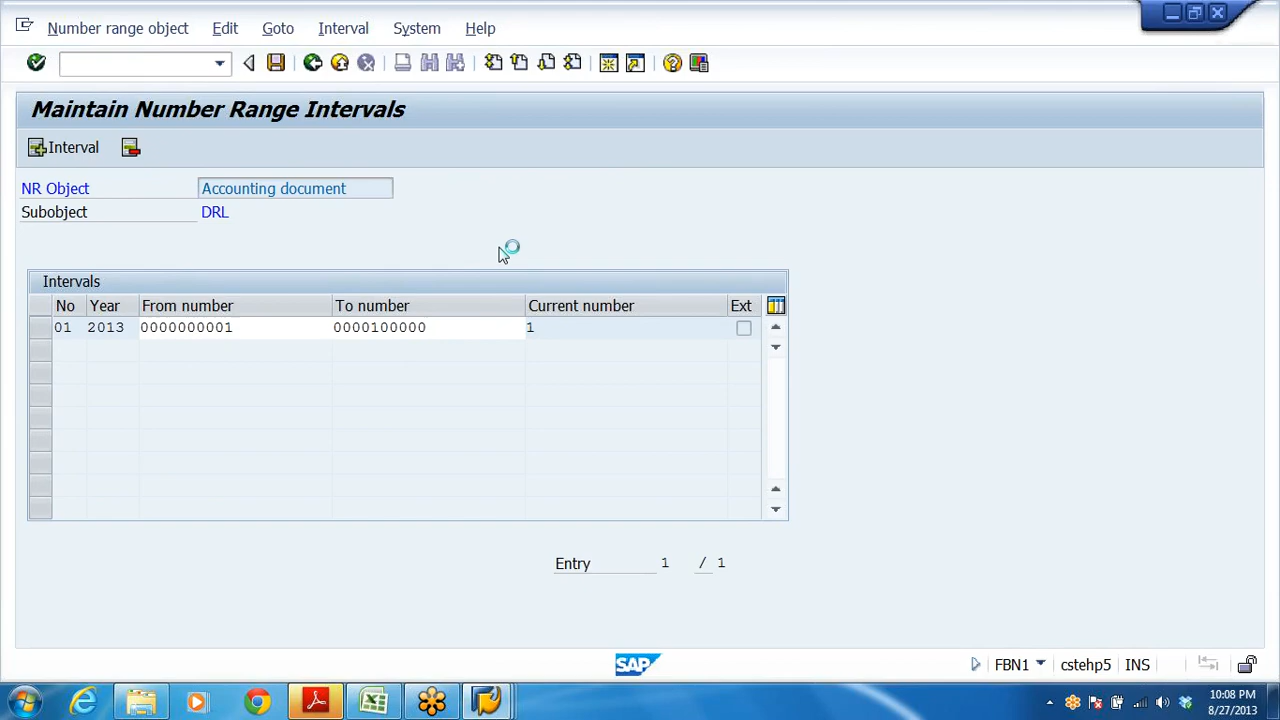 Number range object Edit Goto Interval System Help
Maintain Number Range Intervals
Interval
NR Object Accounting document
Subobject DRL
Intervals
No Year From number To number Current number Ext
01 2013 0000000001 0000100000 1
Entry 1 / 1
SAP FBN1 cstehp5 INS
10:08 PM
8/27/2013